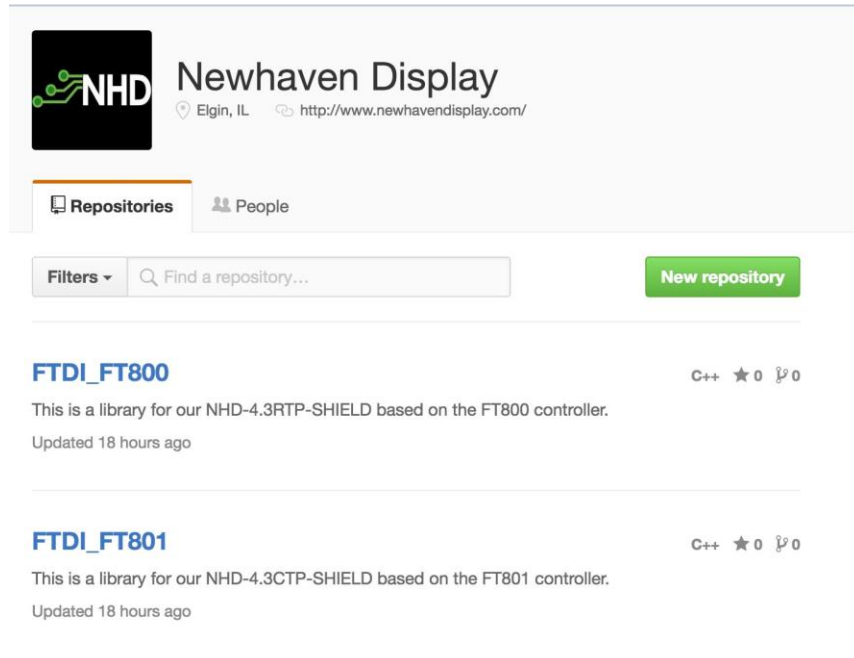 NHD
Newhaven Display
Elgin, IL http://www.newhavendisplay.com/
Repositories People
Filters Find a repository... New repository
FTDI_FT800 C++ 0 0
This is a library for our NHD-4.3RTP-SHIELD based on the FT800 controller.
Updated 18 hours ago
FTDI_FT801 C++ 0 0
This is a library for our NHD-4.3CTP-SHIELD based on the FT801 controller.
Updated 18 hours ago